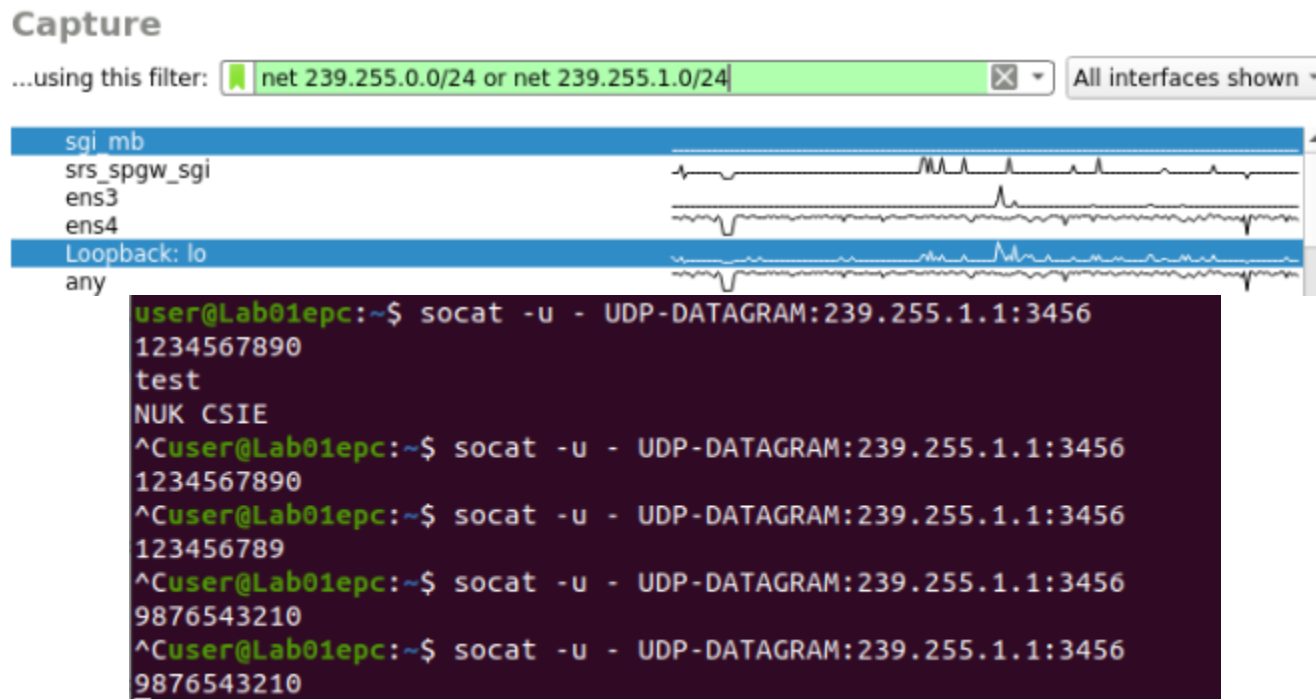 Capture
...using this filter: net 239.255.0.0/24 or net 239.255.1.0/24 All interfaces shown
sgi_mb
srs_spgw_sgi
ens3
ens4
Loopback: lo
any
user@Lab01epc:~$ socat -u - UDP-DATAGRAM:239.255.1.1:3456
1234567890
test
NUK CSIE
^Cuser@Lab01epc:~$ socat -u - UDP-DATAGRAM:239.255.1.1:3456
1234567890
^Cuser@Lab01epc:~$ socat -u - UDP-DATAGRAM:239.255.1.1:3456
123456789
^Cuser@Lab01epc:~$ socat -u - UDP-DATAGRAM:239.255.1.1:3456
9876543210
^Cuser@Lab01epc:~$ socat -u - UDP-DATAGRAM:239.255.1.1:3456
9876543210